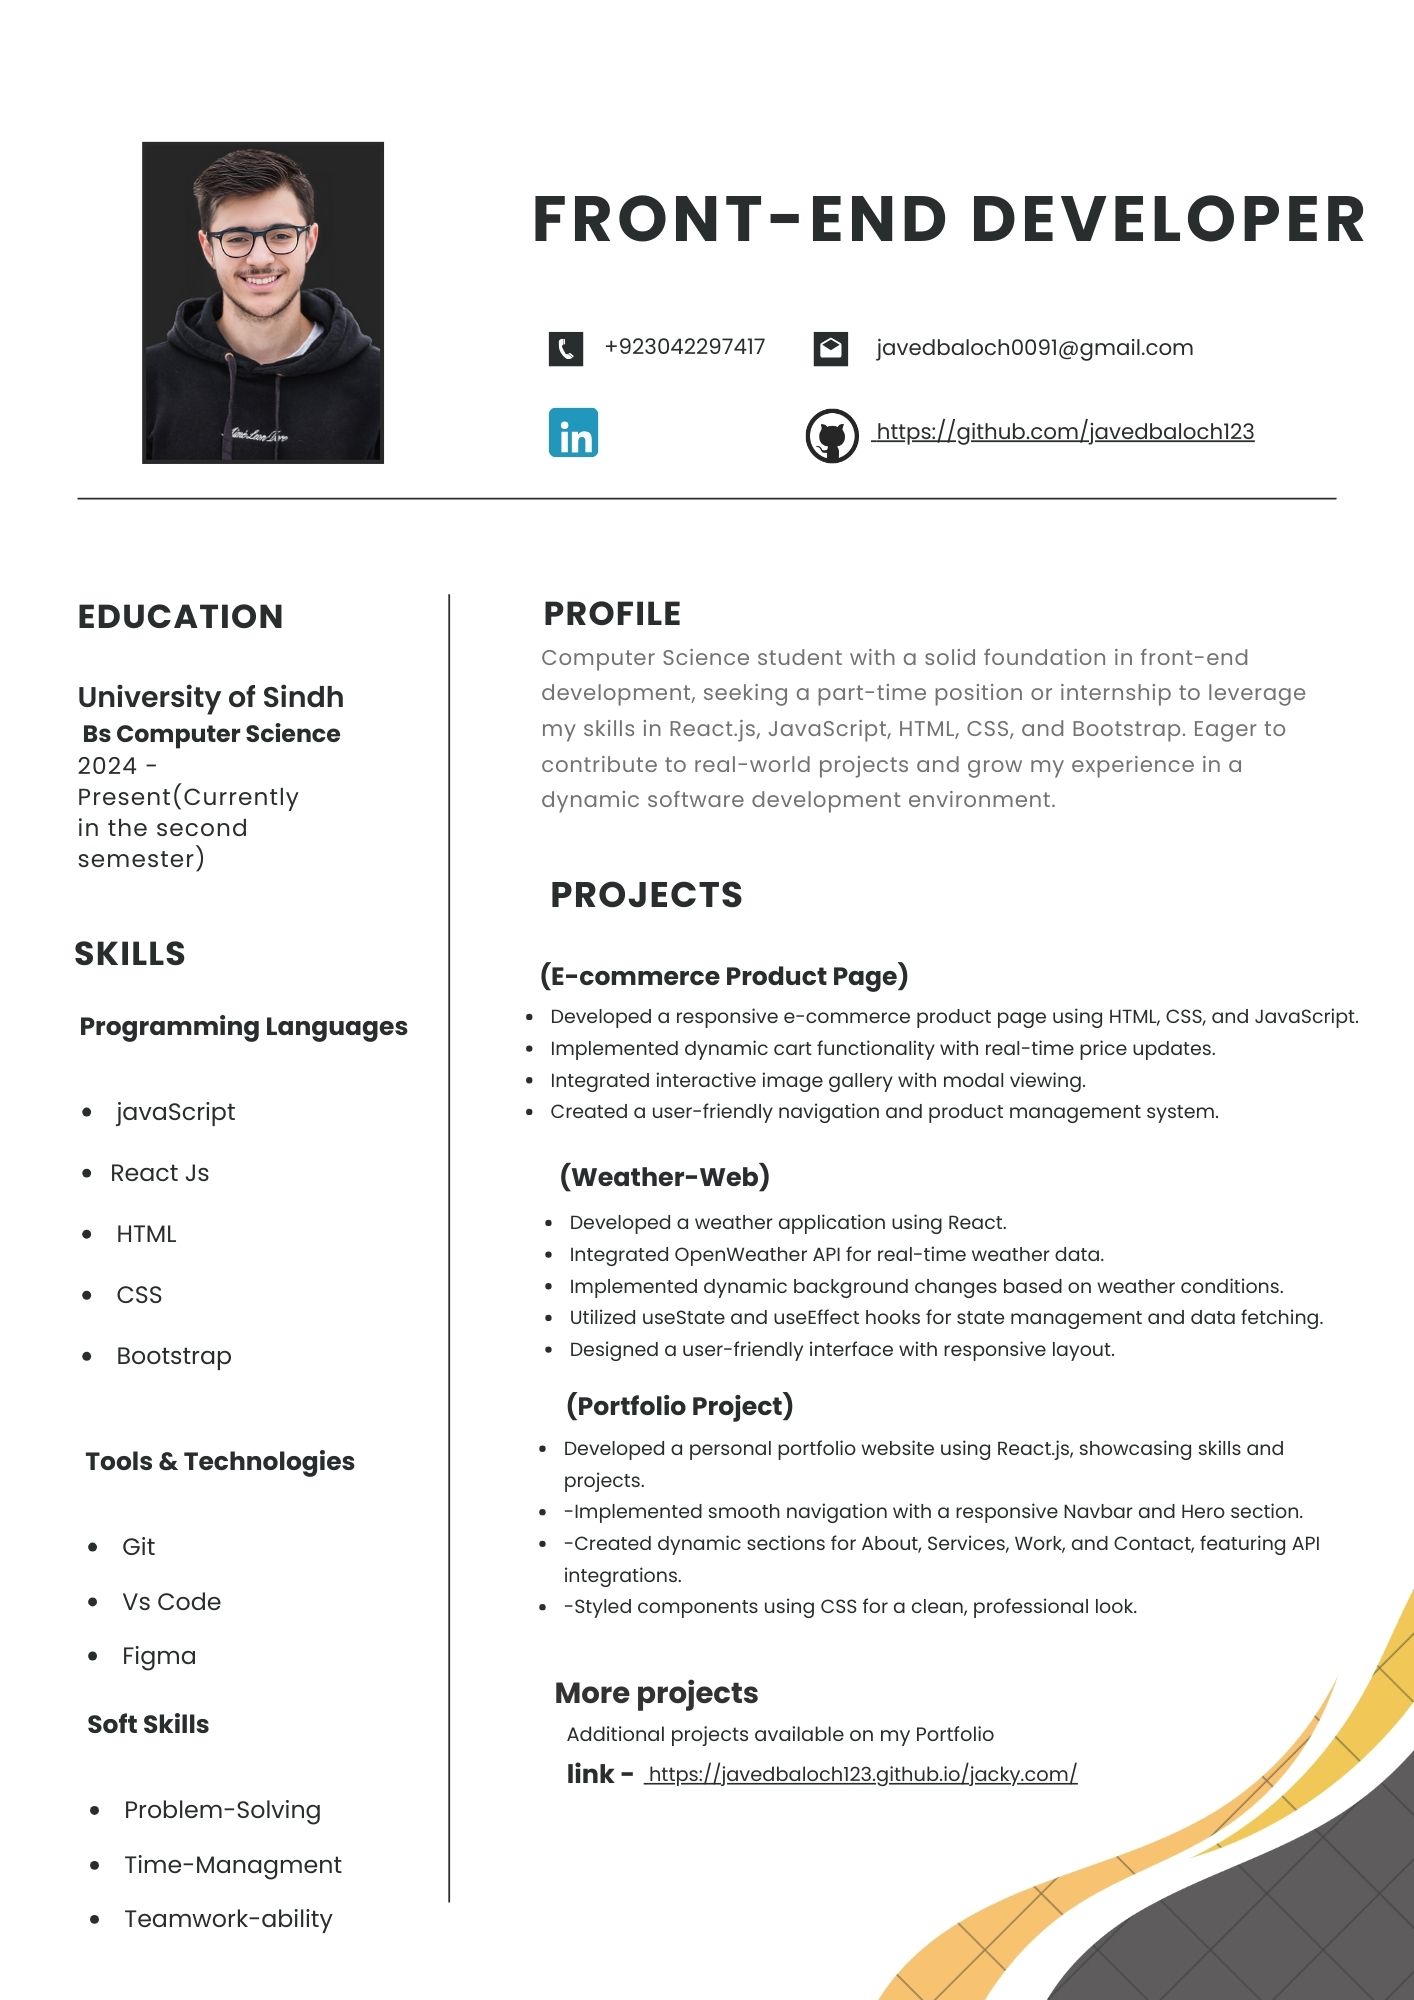 FRONT-END DEVELOPER
+923042297417
javedbaloch0091@gmail.com
in
https://github.com/javedbaloch123
EDUCATION
University of Sindh
Bs Computer Science
2024 -
Present(Currently
in the second
semester)
SKILLS
Programming Languages
• javaScript
• React Js
• HTML
• CSS
• Bootstrap
Tools & Technologies
• Git
• Vs Code
• Figma
Soft Skills
• Problem-Solving
• Time-Managment
• Teamwork-ability
PROFILE
Computer Science student with a solid foundation in front-end
development, seeking a part-time position or internship to leverage
my skills in React.js, JavaScript, HTML, CSS, and Bootstrap. Eager to
contribute to real-world projects and grow my experience in a
dynamic software development environment.
PROJECTS
(E-commerce Product Page)
• Developed a responsive e-commerce product page using HTML, CSS, and JavaScript.
• Implemented dynamic cart functionality with real-time price updates.
• Integrated interactive image gallery with modal viewing.
• Created a user-friendly navigation and product management system.
(Weather-Web)
• Developed a weather application using React.
• Integrated OpenWeather API for real-time weather data.
• Implemented dynamic background changes based on weather conditions.
• Utilized useState and useEffect hooks for state management and data fetching.
• Designed a user-friendly interface with responsive layout.
(Portfolio Project)
• Developed a personal portfolio website using React.js, showcasing skills and
projects.
• -Implemented smooth navigation with a responsive Navbar and Hero section.
• -Created dynamic sections for About, Services, Work, and Contact, featuring API
integrations.
• -Styled components using CSS for a clean, professional look.
More projects
Additional projects available on my Portfolio
link - https://javedbaloch123.github.io/jacky.com/